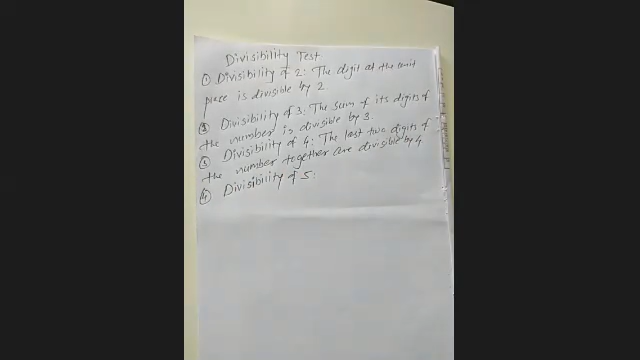 Divisibility Test
① Divisibility of 2: The digit at the unit
place is divisible by 2.
② Divisibility of 3: The sum of its digits of
the number is divisible by 3.
③ Divisibility of 4: The last two digits of
the number together are divisible by 4
④ Divisibility of 5: